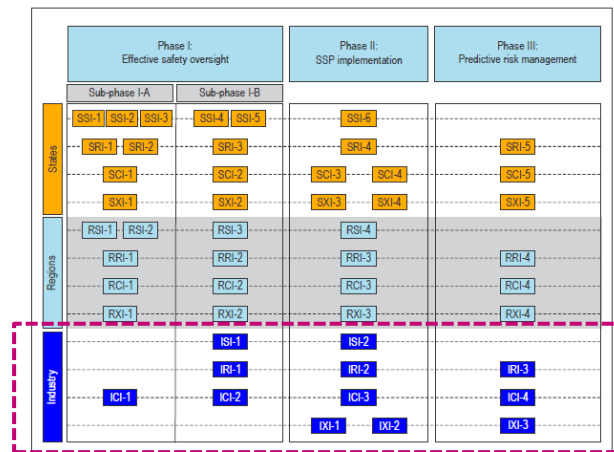 Phase I:
Effective safety oversight
Phase II:
SSP implementation
Phase III:
Predictive risk management
Sub-phase I-A
Sub-phase I-B
States
SSI-1 SSI-2 SSI-3 SSI-4 SSI-5 SSI-6
SRI-1 SRI-2 SRI-3 SRI-4 SRI-5
SCI-1 SCI-2 SCI-3 SCI-4 SCI-5
SXI-1 SXI-2 SXI-3 SXI-4 SXI-5
Regions
RSI-1 RSI-2 RSI-3 RSI-4
RRI-1 RRI-2 RRI-3 RRI-4
RCI-1 RCI-2 RCI-3 RCI-4
RXI-1 RXI-2 RXI-3 RXI-4
Industry
ISI-1 ISI-2
IRI-1 IRI-2 IRI-3
ICI-1 ICI-2 ICI-3 ICI-4
IXI-1 IXI-2 IXI-3